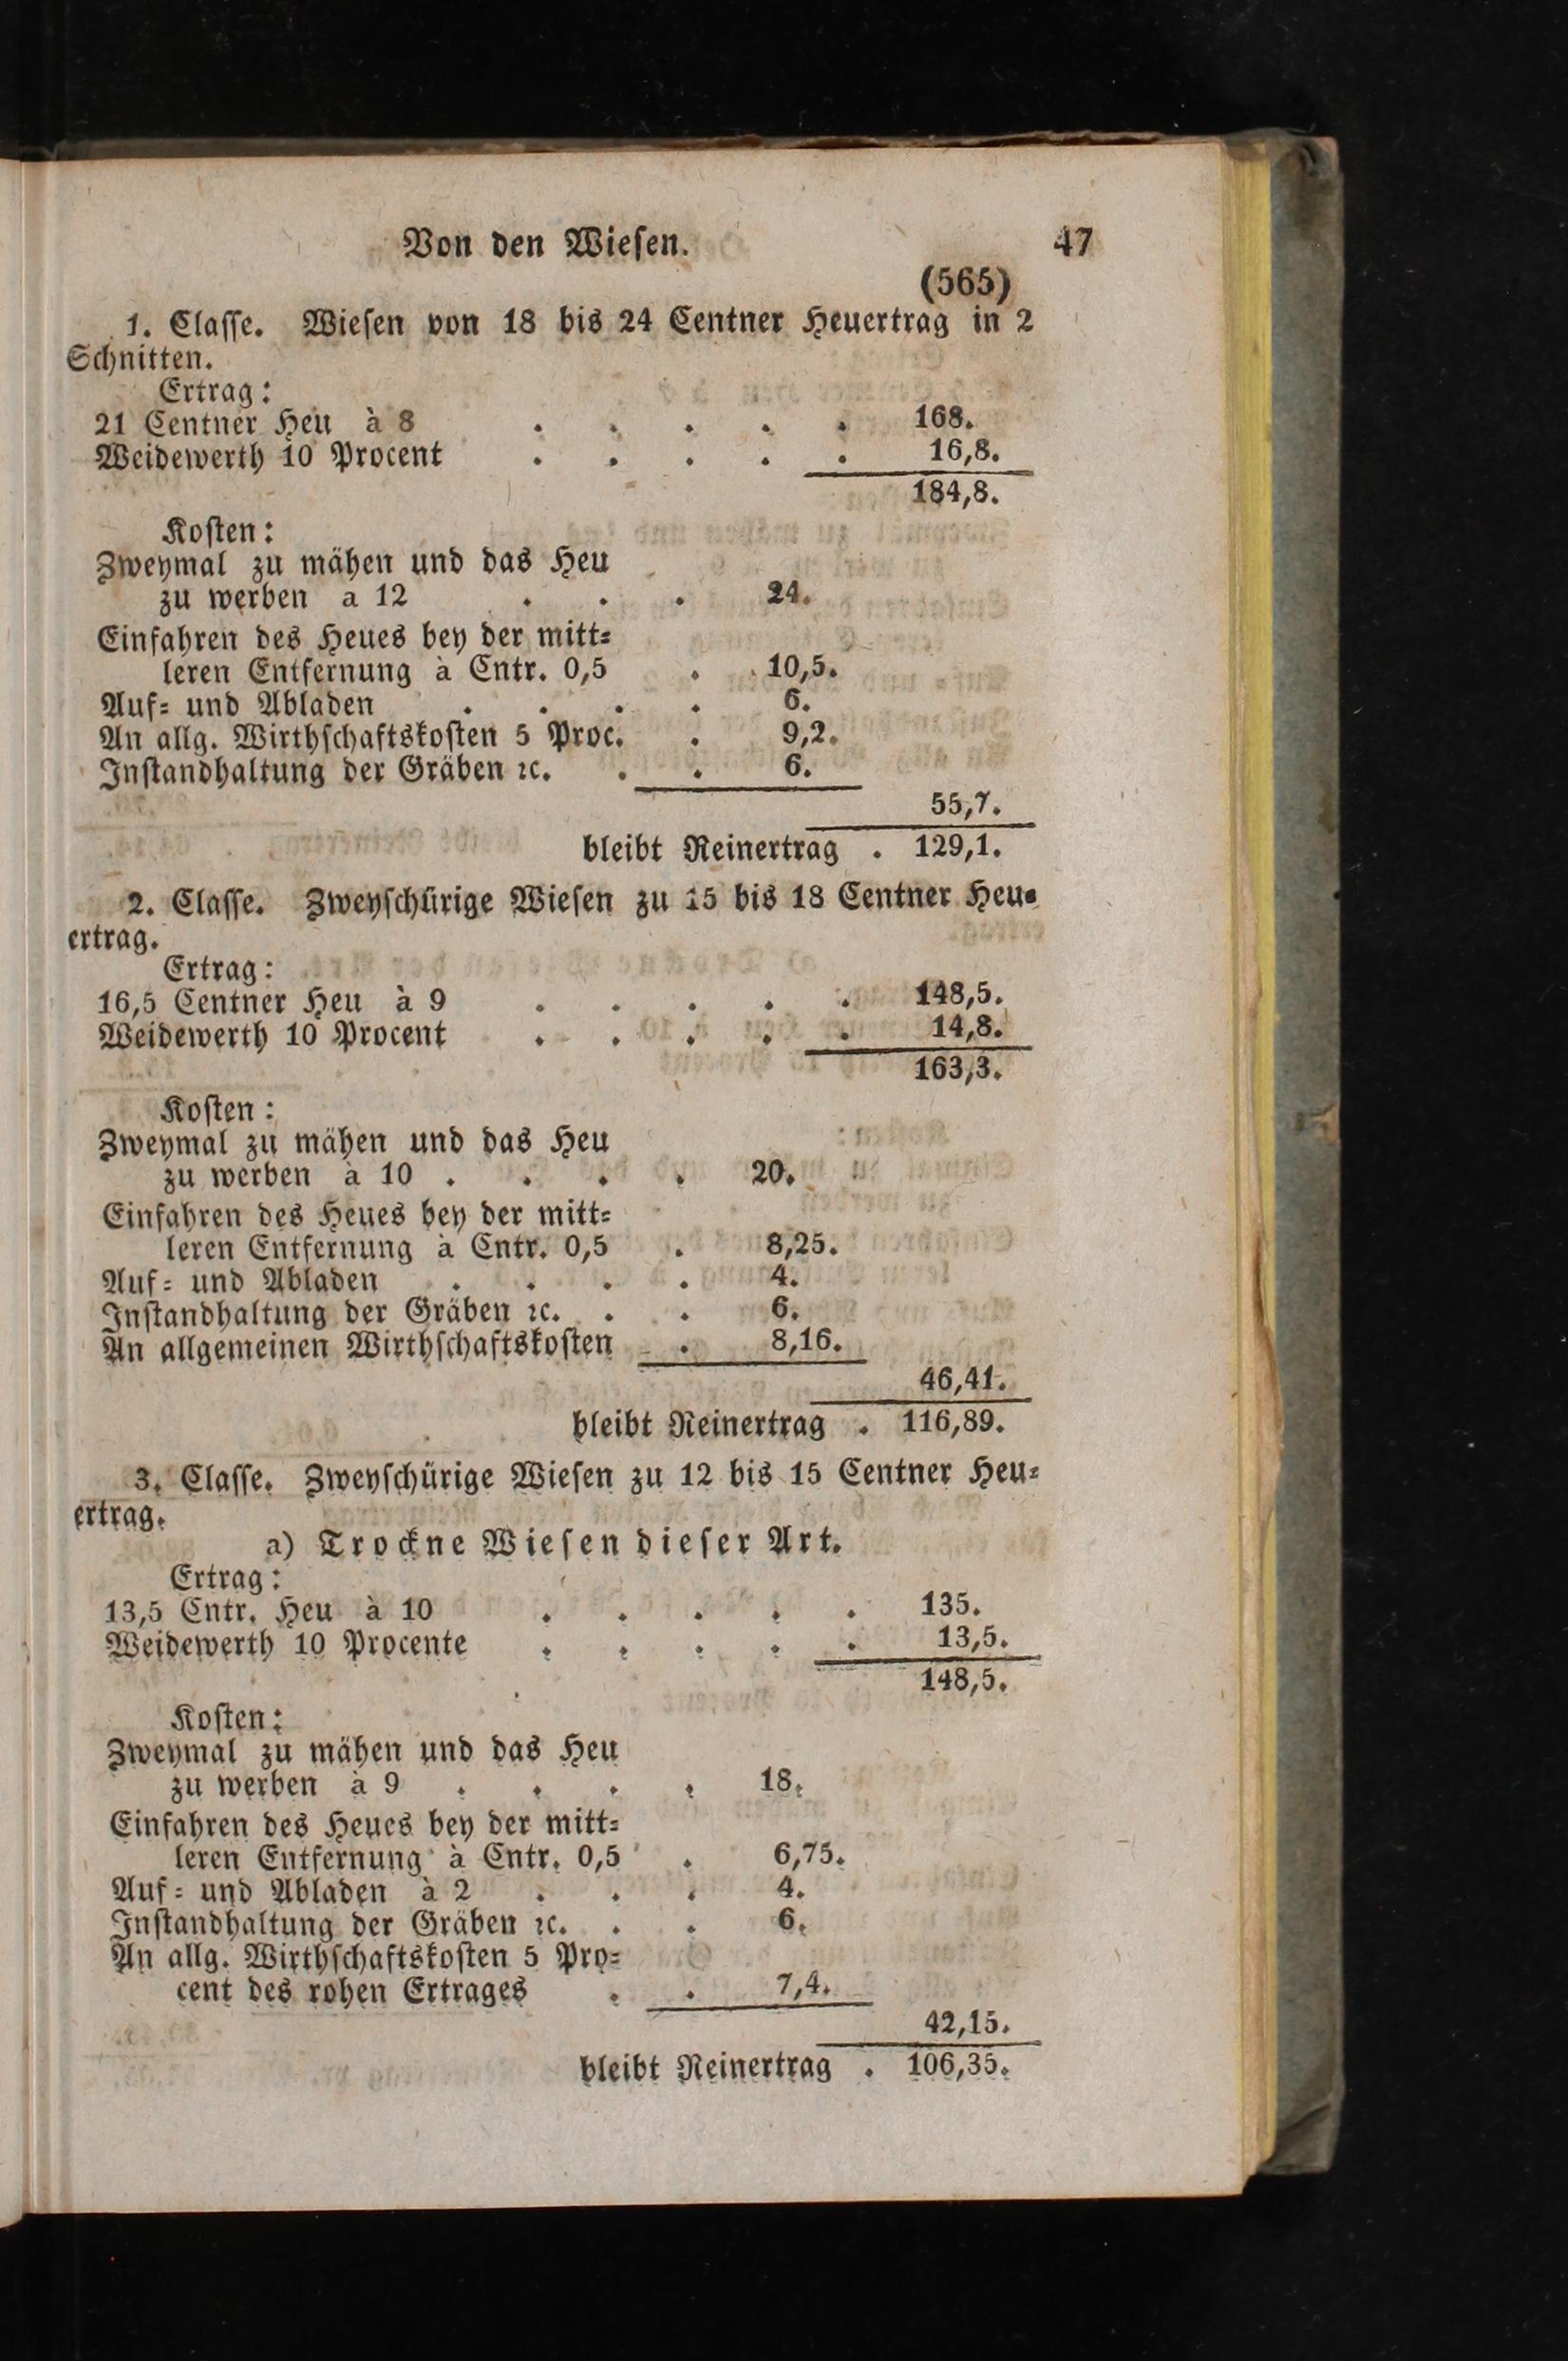 Von den Wiesen. 47
(565)
1. Classe. Wiesen von 18 bis 24 Centner Heuertrag in 2
Schnitten.
Ertrag:
21 Centner Heu à 8 . . . . . 168.
Weidewerth 10 Procent . . . . . 16,8.
184,8.
Kosten:
Zweymal zu mähen und das Heu
zu werben a 12 . . . 24.
Einfahren des Heues bey der mitt=
leren Entfernung à Cntr. 0,5 . 10,5.
Auf= und Abladen . . . . 6.
An allg. Wirthschaftskosten 5 Proc. . 9,2.
Instandhaltung der Gräben ꝛc. . . 6.
55,7.
bleibt Reinertrag . 129,1.
2. Classe. Zweyschürige Wiesen zu 15 bis 18 Centner Heu=
ertrag.
Ertrag:
16,5 Centner Heu à 9 . . . . . 148,5.
Weidewerth 10 Procent . . . . . 14,8.
163,3.
Kosten:
Zweymal zu mähen und das Heu
zu werben à 10 . . . . 20.
Einfahren des Heues bey der mitt=
leren Entfernung à Cntr. 0,5 . 8,25.
Auf= und Abladen . . . . 4.
Instandhaltung der Gräben ꝛc. . . 6.
An allgemeinen Wirthschaftskosten . 8,16.
46,41.
bleibt Reinertrag . 116,89.
3. Classe. Zweyschürige Wiesen zu 12 bis 15 Centner Heu=
ertrag.
a) Trockne Wiesen dieser Art.
Ertrag:
13,5 Cntr. Heu à 10 . . . . . 135.
Weidewerth 10 Procente . . . . . 13,5.
148,5.
Kosten:
Zweymal zu mähen und das Heu
zu werben à 9 . . . . 18.
Einfahren des Heues bey der mitt=
leren Entfernung à Cntr. 0,5 . 6,75.
Auf= und Abladen à 2 . . . 4.
Instandhaltung der Gräben ꝛc. . . 6.
An allg. Wirthschaftskosten 5 Pro=
cent des rohen Ertrages . . 7,4.
42,15.
bleibt Reinertrag . 106,35.